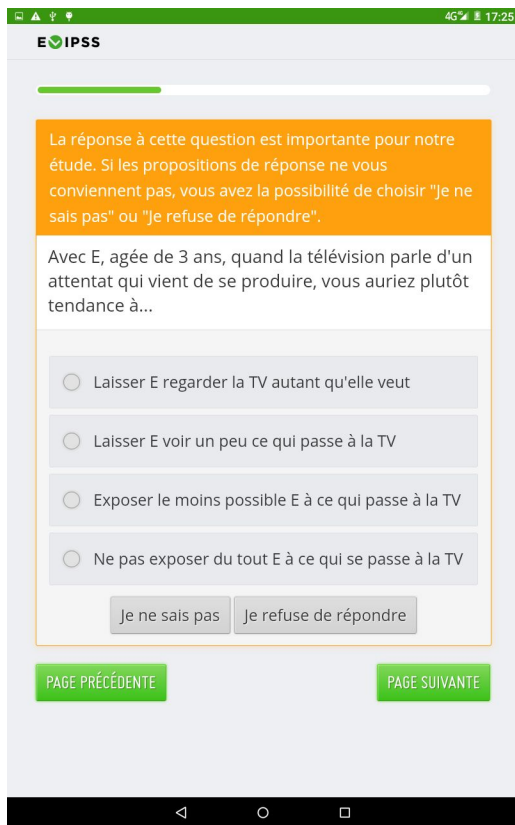 4G 17:25
E IPSS
La réponse à cette question est importante pour notre
étude. Si les propositions de réponse ne vous
conviennent pas, vous avez la possibilité de choisir "Je ne
sais pas" ou "Je refuse de répondre".
Avec E, agée de 3 ans, quand la télévision parle d'un
attentat qui vient de se produire, vous auriez plutôt
tendance à...
Laisser E regarder la TV autant qu'elle veut
Laisser E voir un peu ce qui passe à la TV
Exposer le moins possible E à ce qui passe à la TV
Ne pas exposer du tout E à ce qui se passe à la TV
Je ne sais pas Je refuse de répondre
PAGE PRÉCÉDENTE PAGE SUIVANTE